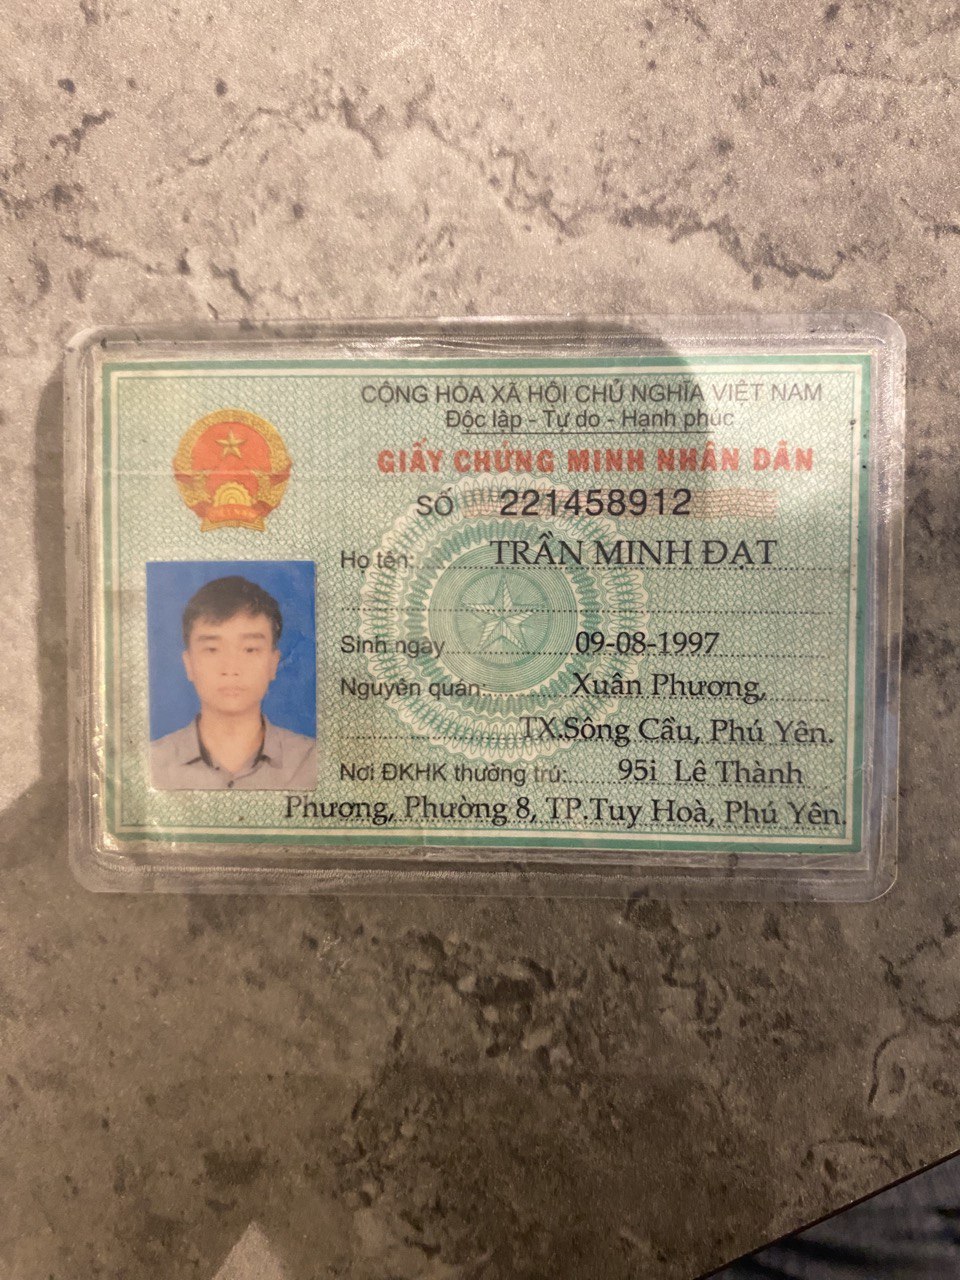 CỘNG HÒA XÃ HỘI CHỦ NGHĨA VIỆT NAM
Độc lập - Tự do - Hạnh phúc
GIẤY CHỨNG MINH NHÂN DÂN
SỐ 221458912
Họ tên: TRẦN MINH ĐẠT
Sinh ngày 09-08-1997
Nguyên quán: Xuân Phương,
TX.Sông Cầu, Phú Yên.
Nơi ĐKHK thường trú: 95i Lê Thành
Phương, Phường 8, TP.Tuy Hoà, Phú Yên.